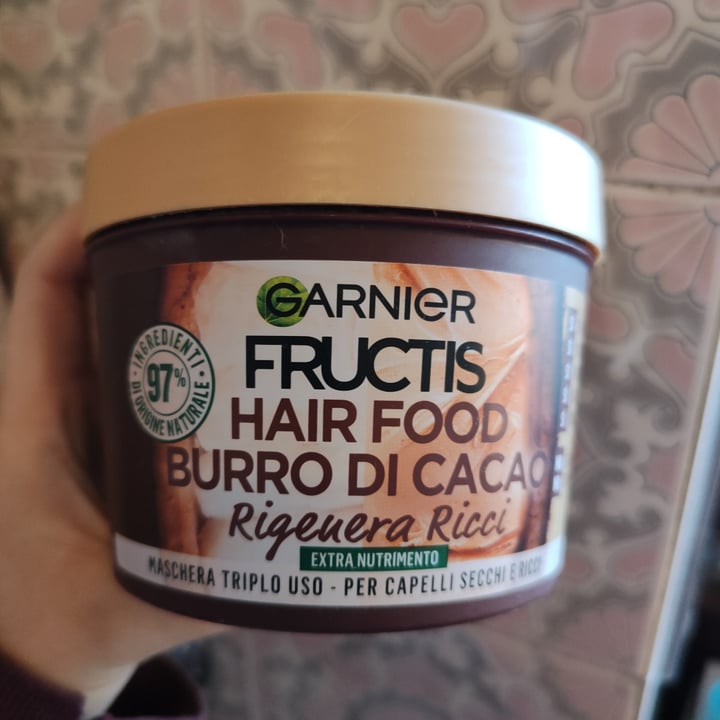 GARNIER
FRUCTIS
HAIR FOOD
BURRO DI CACAO
Rigenera Ricci
EXTRA NUTRIMENTO
MASCHERA TRIPLO USO - PER CAPELLI SECCHI E RICCI
INGREDIENTI
97%
DI ORIGINE NATURALE